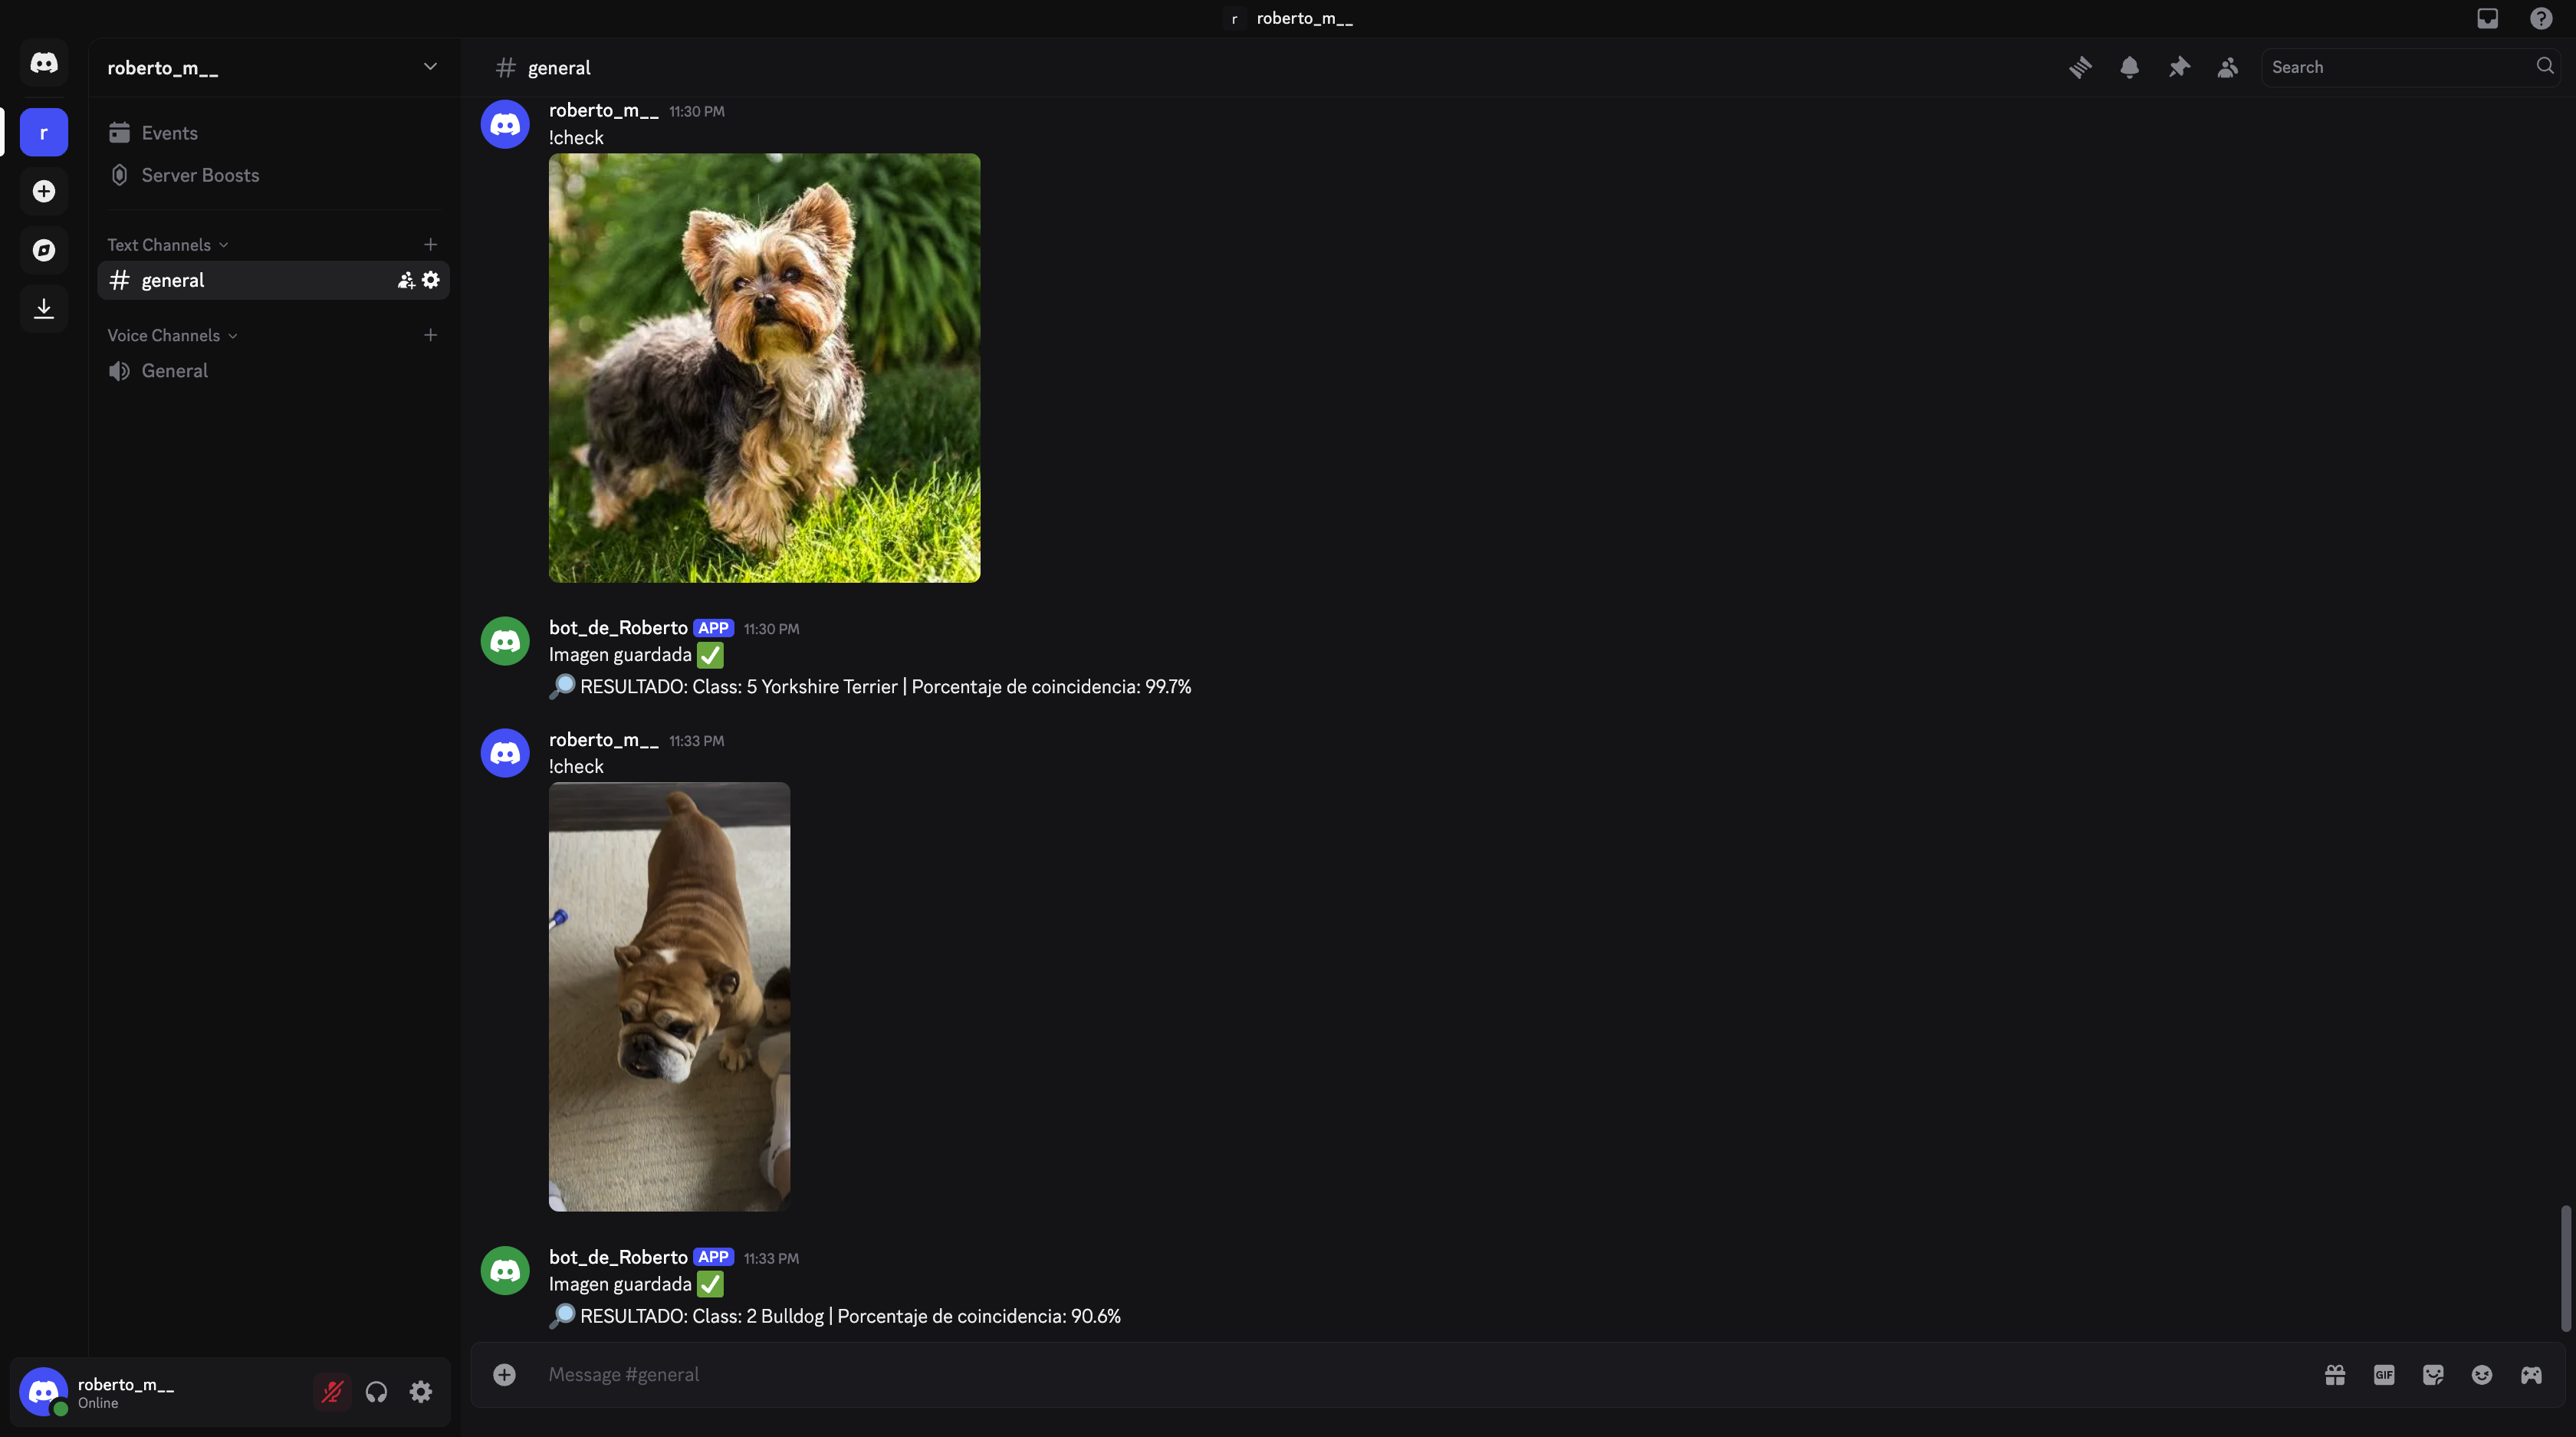 r roberto_m__
roberto_m__
Events
Server Boosts
Text Channels
general
Voice Channels
General
roberto_m__
Online
general
Search
roberto_m__ 11:30 PM
!check
bot_de_Roberto APP 11:30 PM
Imagen guardada ✅
🔎 RESULTADO: Class: 5 Yorkshire Terrier | Porcentaje de coincidencia: 99.7%
roberto_m__ 11:33 PM
!check
bot_de_Roberto APP 11:33 PM
Imagen guardada ✅
🔎 RESULTADO: Class: 2 Bulldog | Porcentaje de coincidencia: 90.6%
Message #general
GIF
r